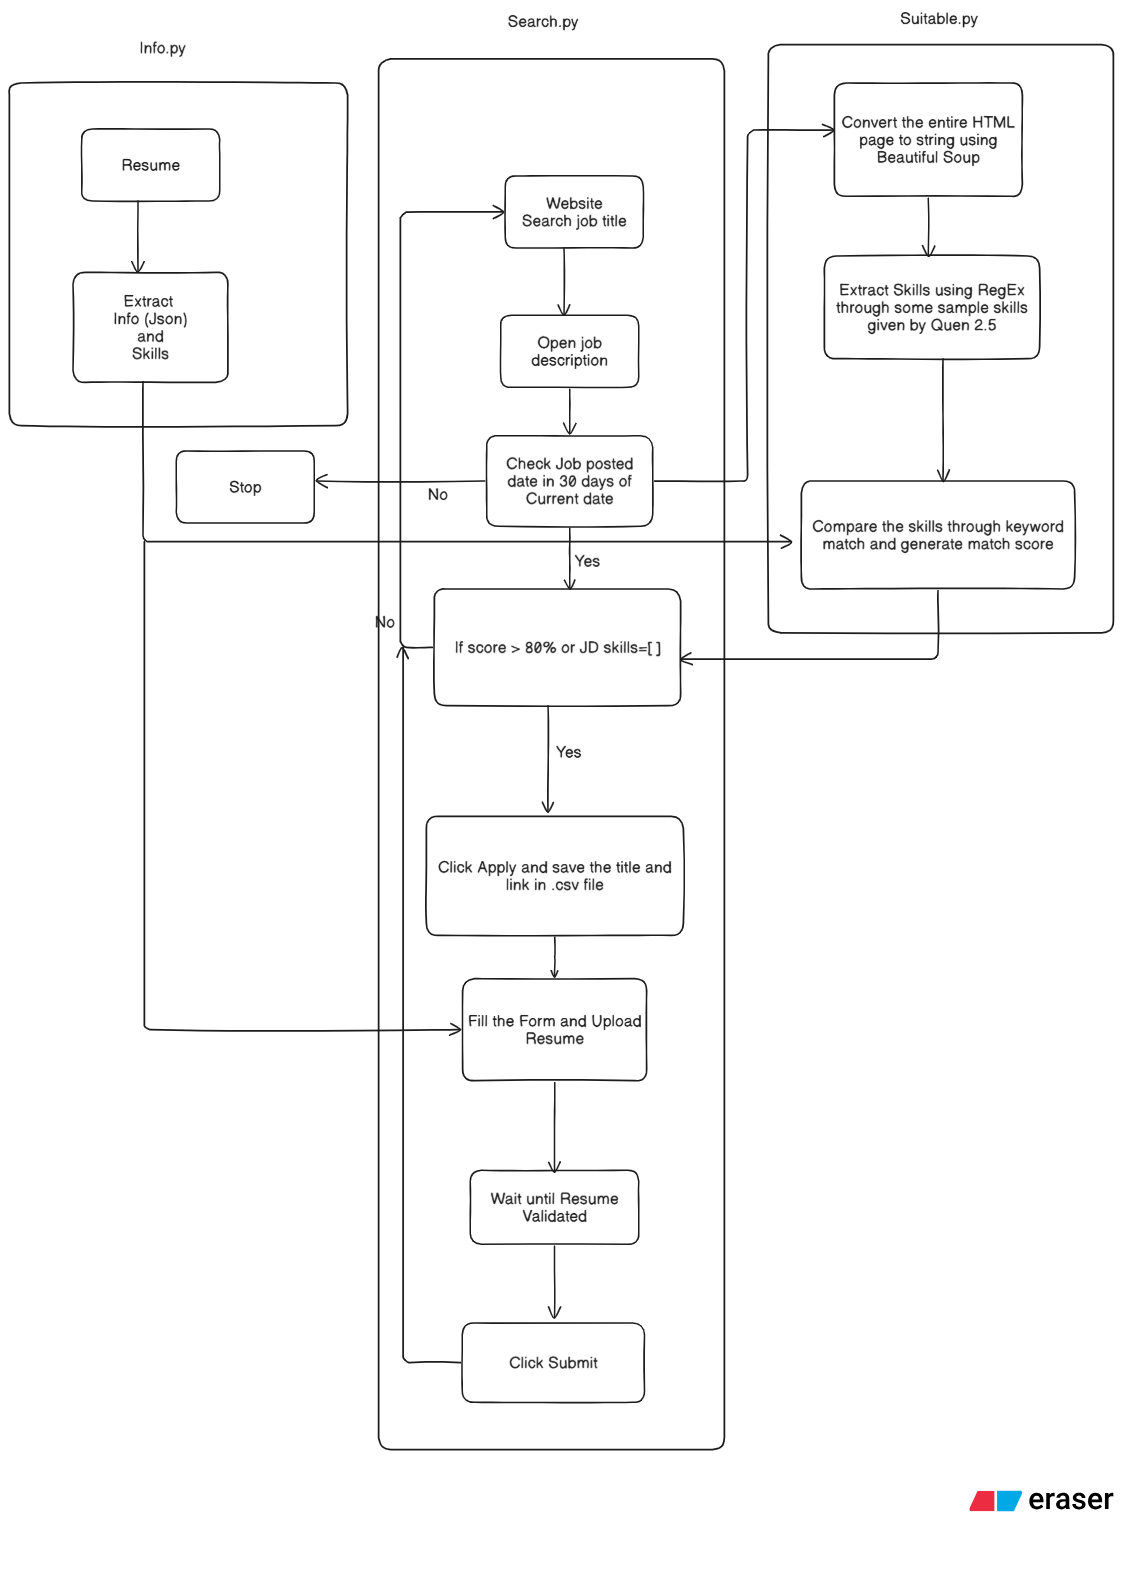 Info.py
Resume
Extract
Info (Json)
and
Skills
Stop
Search.py
Website
Search job title
Open job
description
Check Job posted
date in 30 days of
Current date
No
Yes
No
If score > 80% or JD skills=[]
Yes
Click Apply and save the title and
link in .csv file
Fill the Form and Upload
Resume
Wait until Resume
Validated
Click Submit
Suitable.py
Convert the entire HTML
page to string using
Beautiful Soup
Extract Skills using RegEx
through some sample skills
given by Quen 2.5
Compare the skills through keyword
match and generate match score
eraser